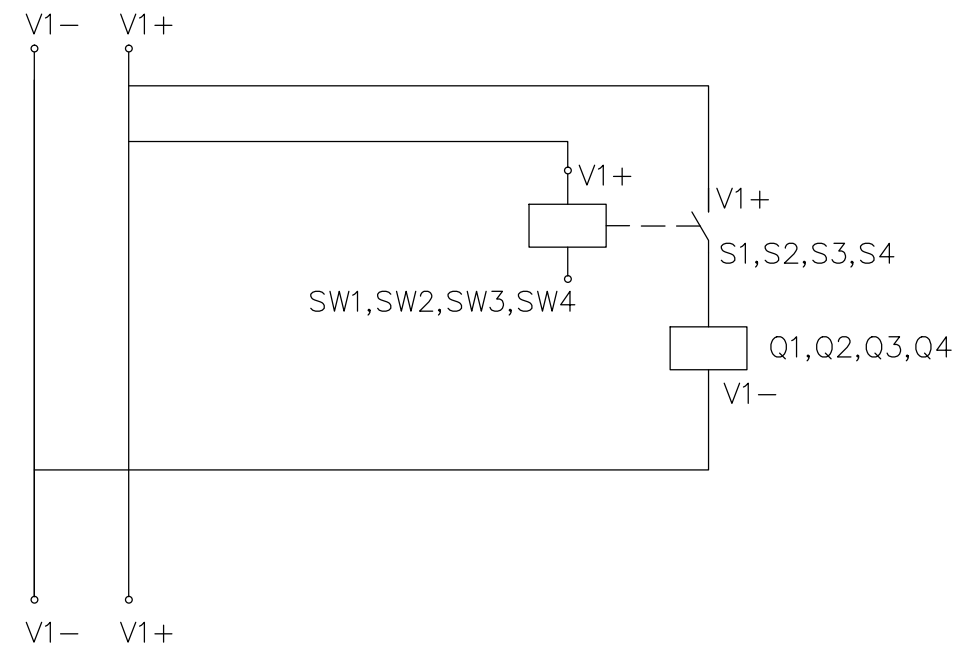 V1- V1+
V1+
V1+
S1,S2,S3,S4
SW1,SW2,SW3,SW4
Q1,Q2,Q3,Q4
V1-
V1- V1+